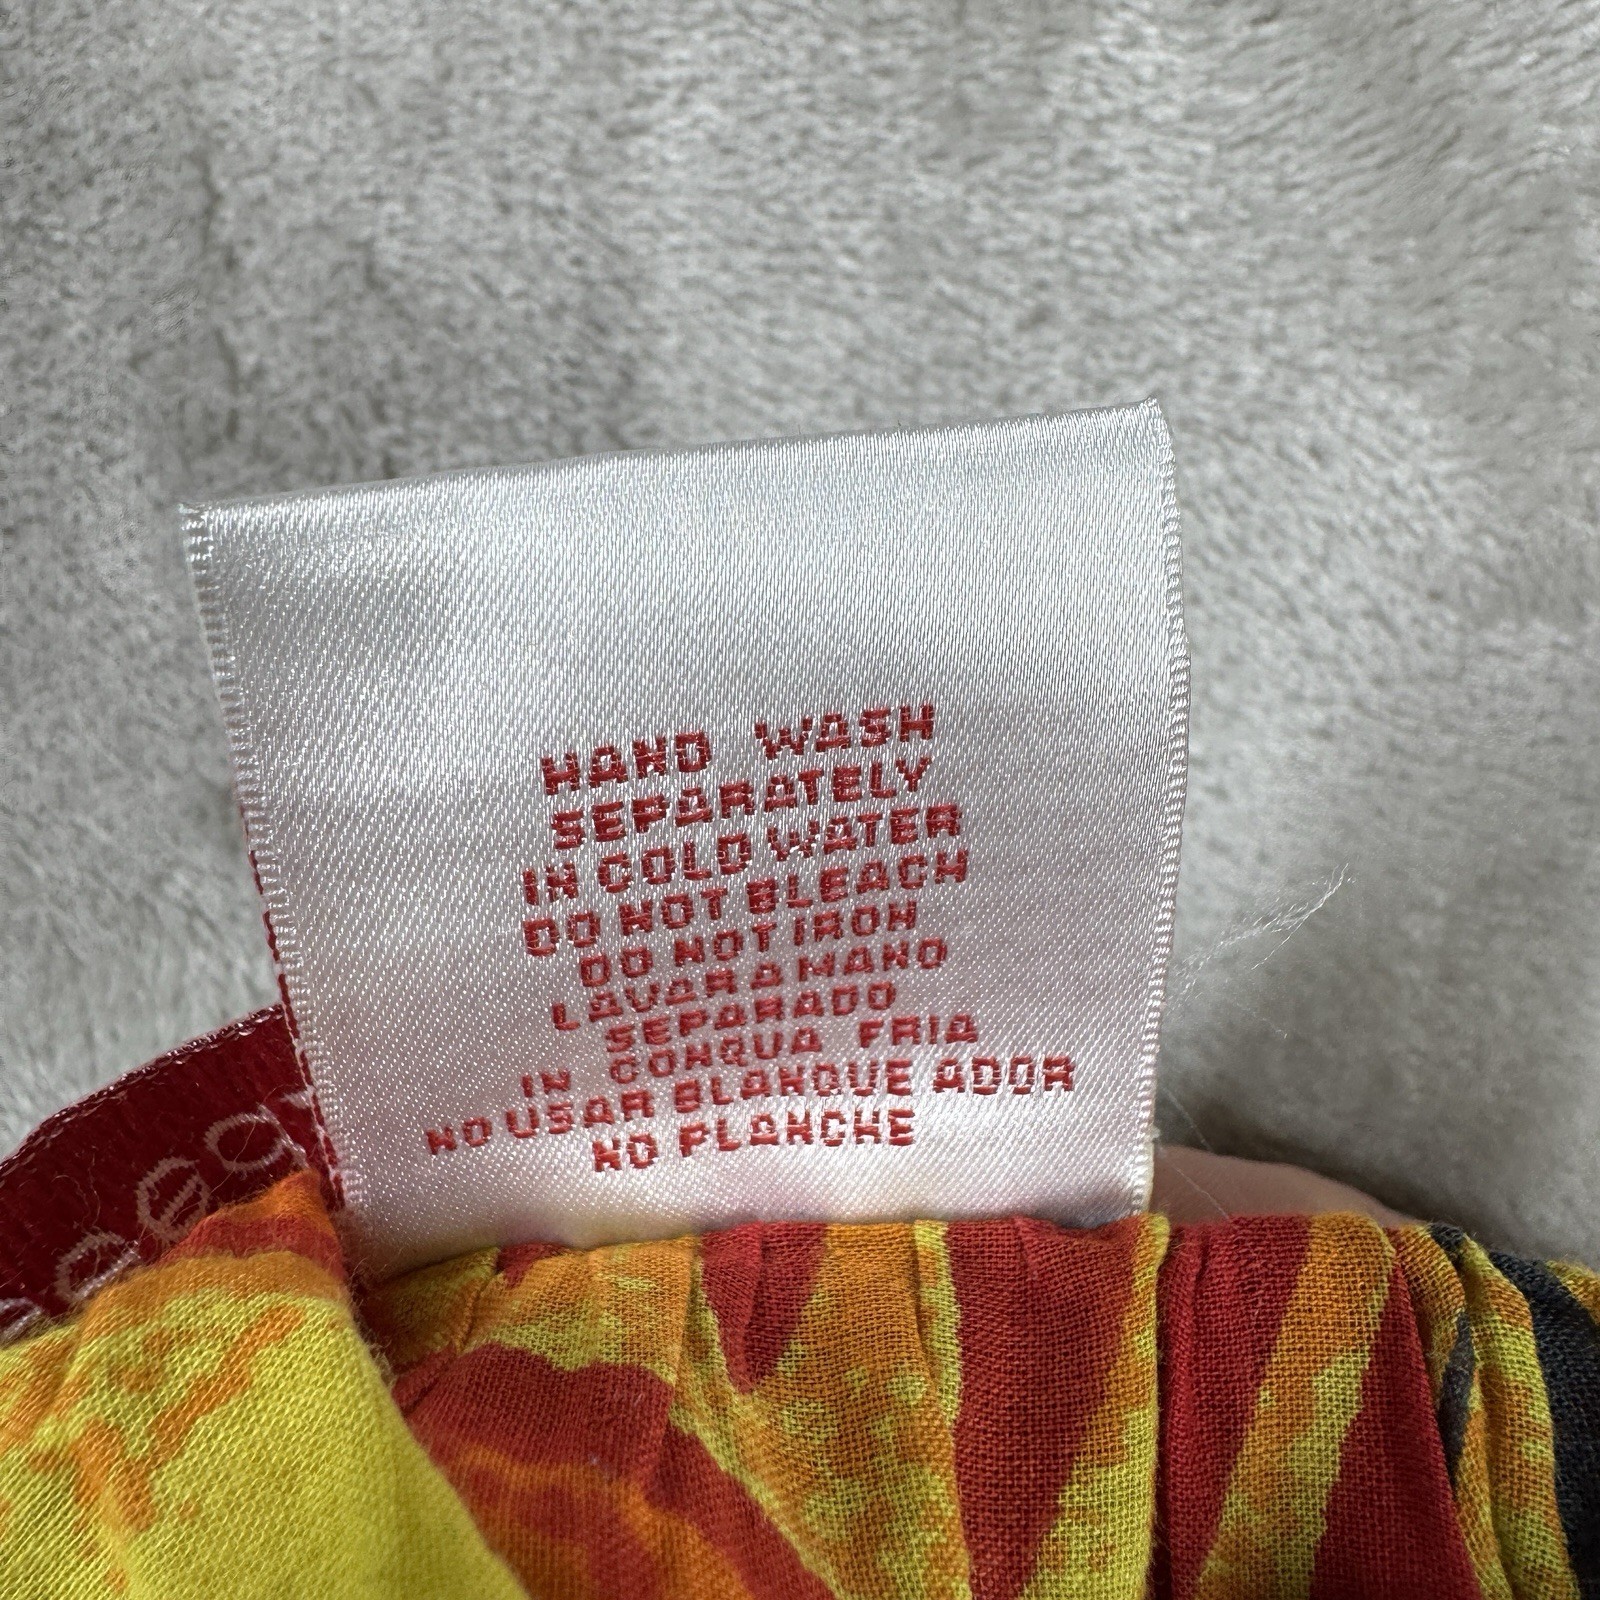 HAND WASH
SEPARATELY
IN COLD WATER
DO NOT BLEACH
DO NOT IRON
LAVAR A MANO
SEPARADO
IN CONQUA FRIA
NO USAR BLANQUE ADOR
NO PLANCHE